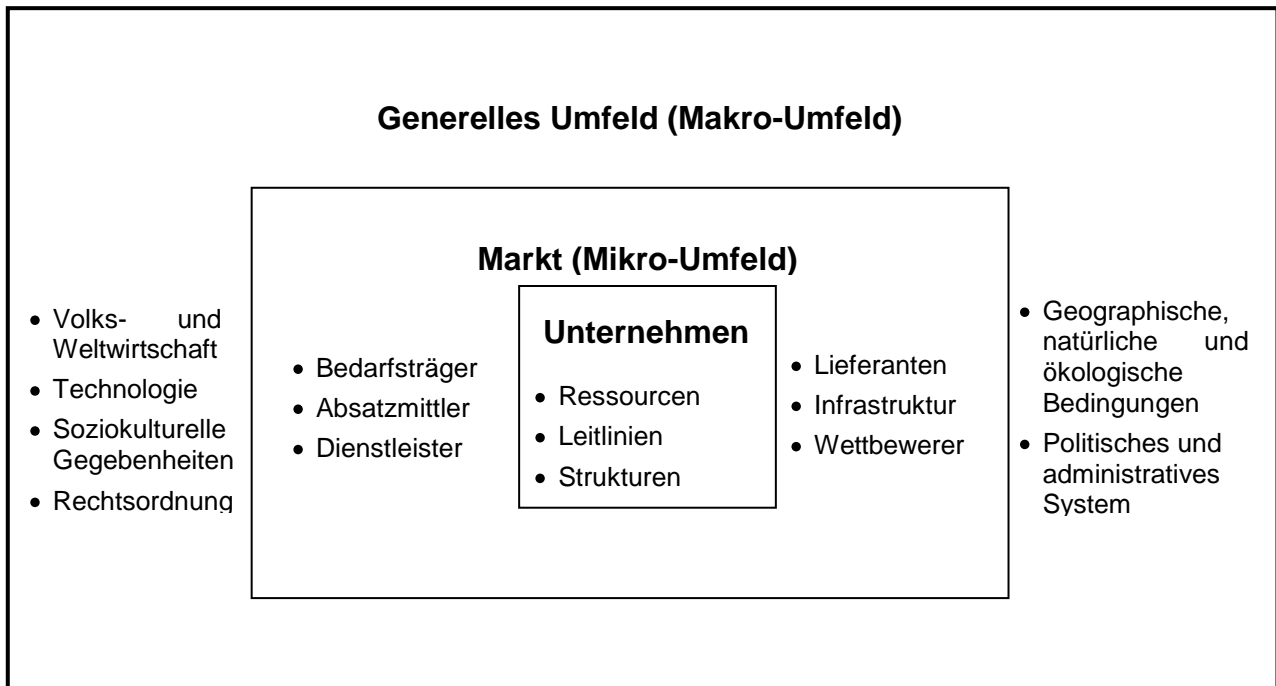 Generelles Umfeld (Makro-Umfeld)
Markt (Mikro-Umfeld)
• Volks- und
Weltwirtschaft
• Technologie
• Soziokulturelle
Gegebenheiten
• Rechtsordnung
• Bedarfsträger
• Absatzmittler
• Dienstleister
Unternehmen
• Ressourcen
• Leitlinien
• Strukturen
• Lieferanten
• Infrastruktur
• Wettbewerer
• Geographische,
natürliche und
ökologische
Bedingungen
• Politisches und
administratives
System